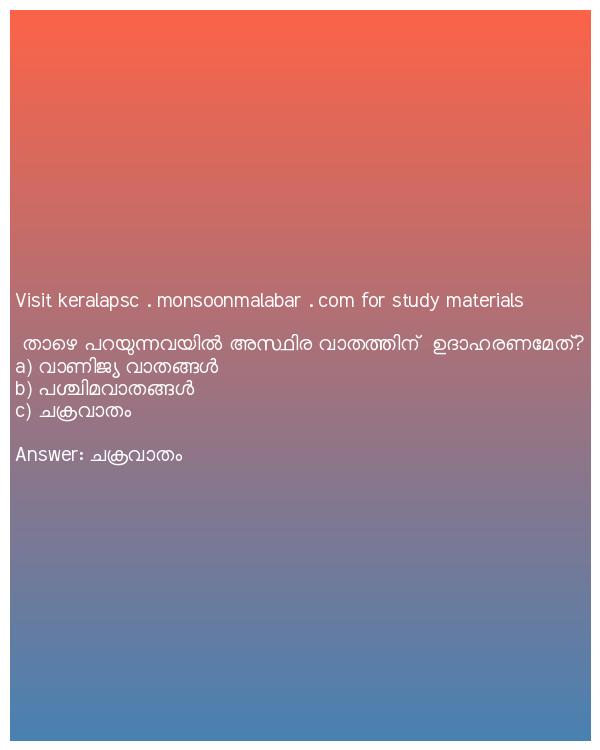 Visit keralapsc . monsoonmalabar . com for study materials
താഴെ പറയുന്നവയിൽ അസ്ഥിര വാതത്തിന് ഉദാഹരണമേത്?
a) വാണിജ്യ വാതങ്ങൾ
b) പശ്ചിമവാതങ്ങൾ
c) ചക്രവാതം
Answer: ചക്രവാതം